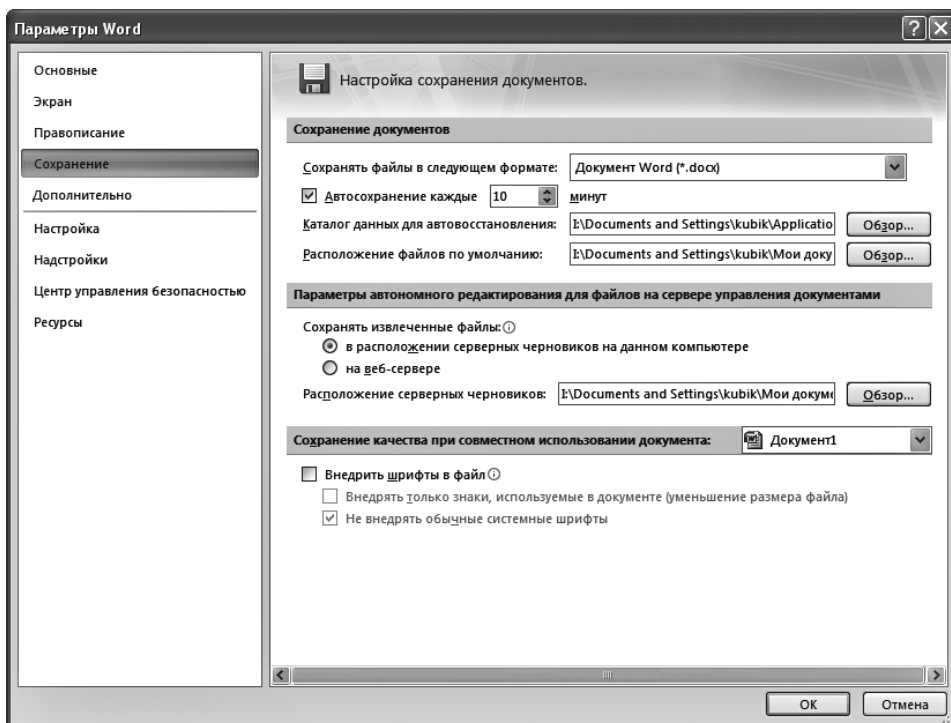 Параметры Word
Основные
Экран
Правописание
Сохранение
Дополнительно
Настройка
Надстройки
Центр управления безопасностью
Ресурсы
Настройка сохранения документов.
Сохранение документов
Сохранять файлы в следующем формате: Документ Word (*.docx)
Автосохранение каждые 10 минут
Каталог данных для автовосстановления: I:\Documents and Settings\kubik\Applicatio Обзор...
Расположение файлов по умолчанию: I:\Documents and Settings\kubik\Мои доку Обзор...
Параметры автономного редактирования для файлов на сервере управления документами
Сохранять извлеченные файлы:
в расположении серверных черновиков на данном компьютере
на веб-сервере
Расположение серверных черновиков: I:\Documents and Settings\kubik\Мои докуме Обзор...
Сохранение качества при совместном использовании документа: Документ1
Внедрить шрифты в файл
Внедрять только знаки, используемые в документе (уменьшение размера файла)
Не внедрять обычные системные шрифты
ОК Отмена